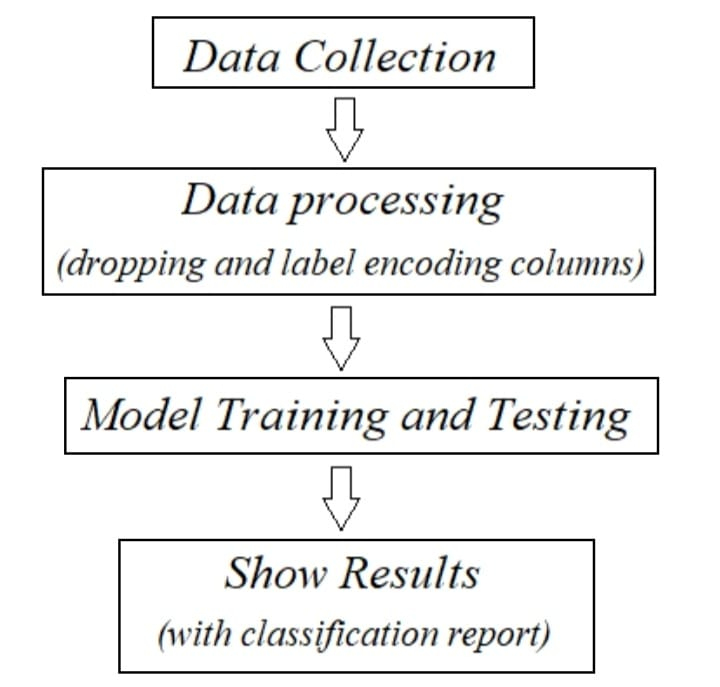 Data Collection
Data processing
(dropping and label encoding columns)
Model Training and Testing
Show Results
(with classification report)